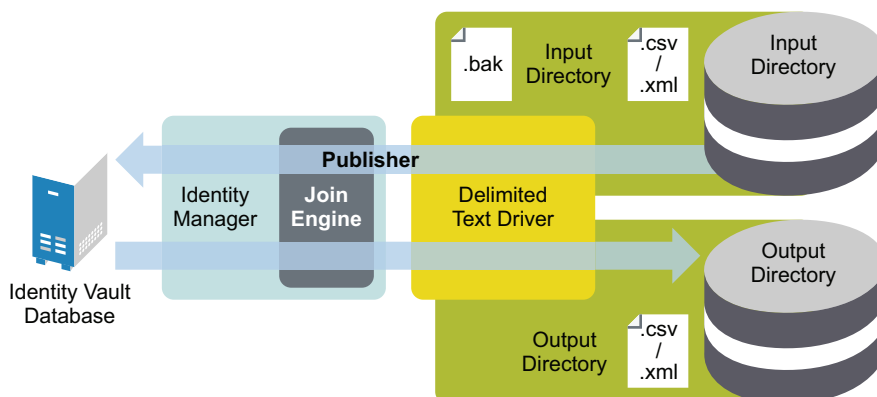 .bak
Input
Directory
.csv
/
.xml
Input
Directory
Publisher
Identity
Manager
Join
Engine
Delimited
Text Driver
Identity Vault
Database
Output
Directory
Output
Directory
.csv
/
.xml